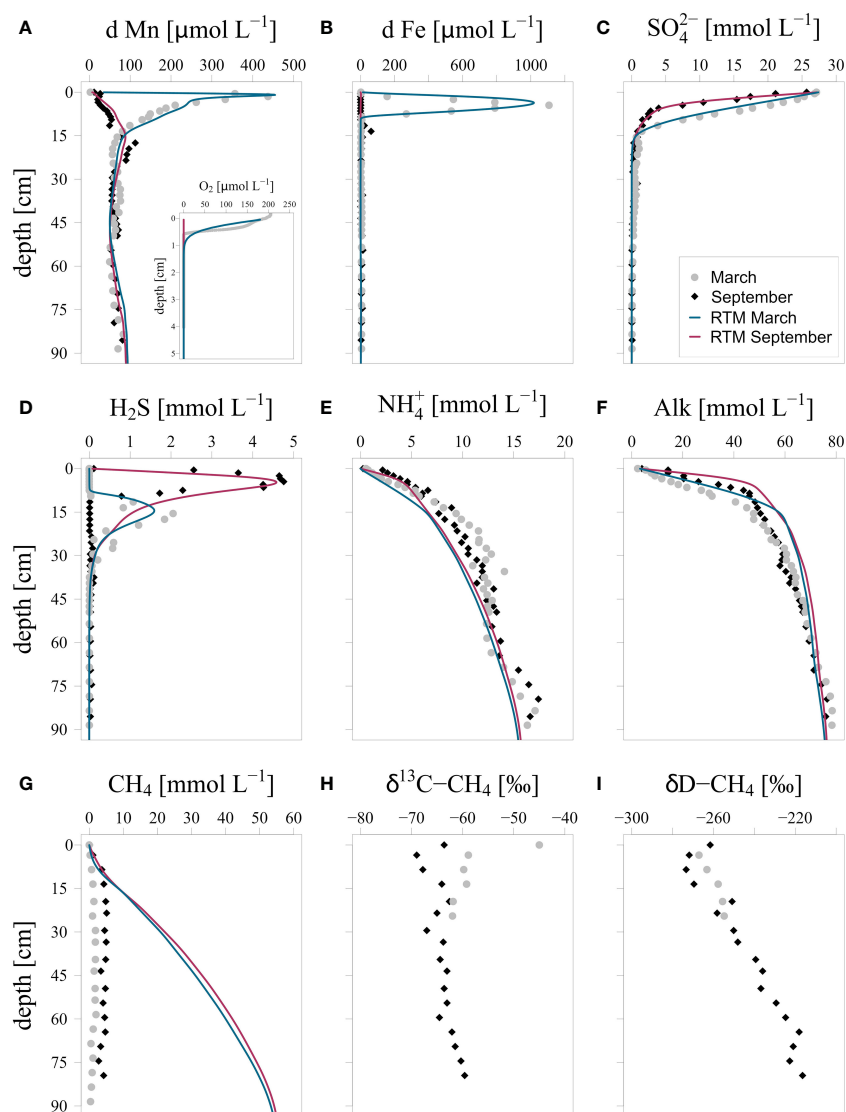 A d Mn [μmol L⁻¹] B d Fe [μmol L⁻¹] C SO₄²⁻ [mmol L⁻¹]
0 100 200 300 400 500 0 200 600 1000 0 5 10 15 20 25 30
0
15
30
45
60
75
90
depth [cm]
O₂ [μmol L⁻¹]
0 50 100 150 200 250
0
1
2
3
4
5
depth [cm]
March
September
RTM March
RTM September
D H₂S [mmol L⁻¹] E NH₄⁺ [mmol L⁻¹] F Alk [mmol L⁻¹]
0 1 2 3 4 5 0 5 10 15 20 0 20 40 60 80
0
15
30
45
60
75
90
depth [cm]
G CH₄ [mmol L⁻¹] H δ¹³C−CH₄ [‰] I δD−CH₄ [‰]
0 10 20 30 40 50 60 −80 −70 −60 −50 −40 −300 −260 −220
0
15
30
45
60
75
90
depth [cm]